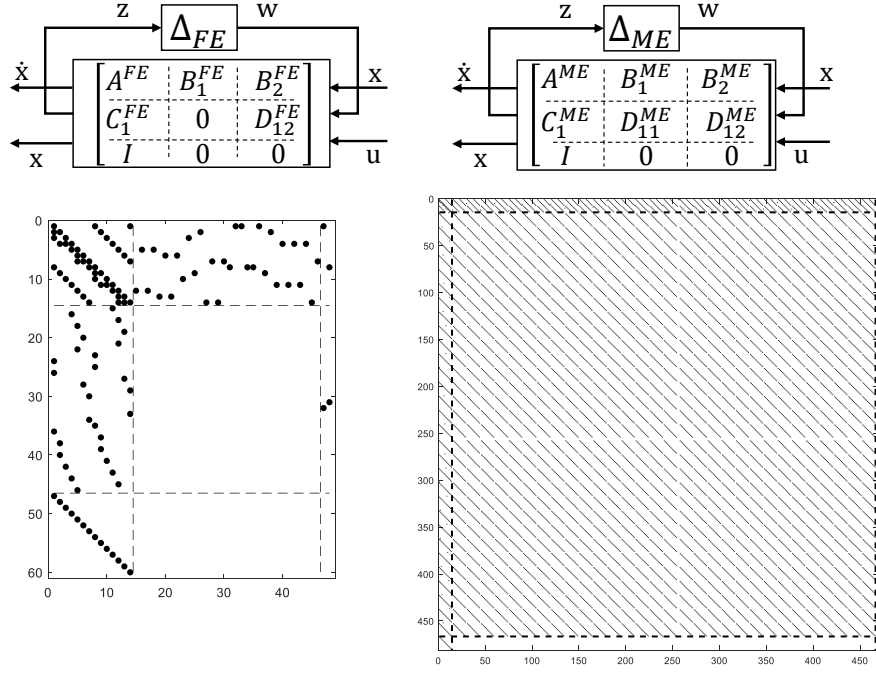 z Δ_FE w
ẋ x
A^FE B_1^FE B_2^FE
C_1^FE 0 D_12^FE
I 0 0
x u
z Δ_ME w
ẋ x
A^ME B_1^ME B_2^ME
C_1^ME D_11^ME D_12^ME
I 0 0
x u
0
10
20
30
40
50
60
0 10 20 30 40
0
50
100
150
200
250
300
350
400
450
0 50 100 150 200 250 300 350 400 450